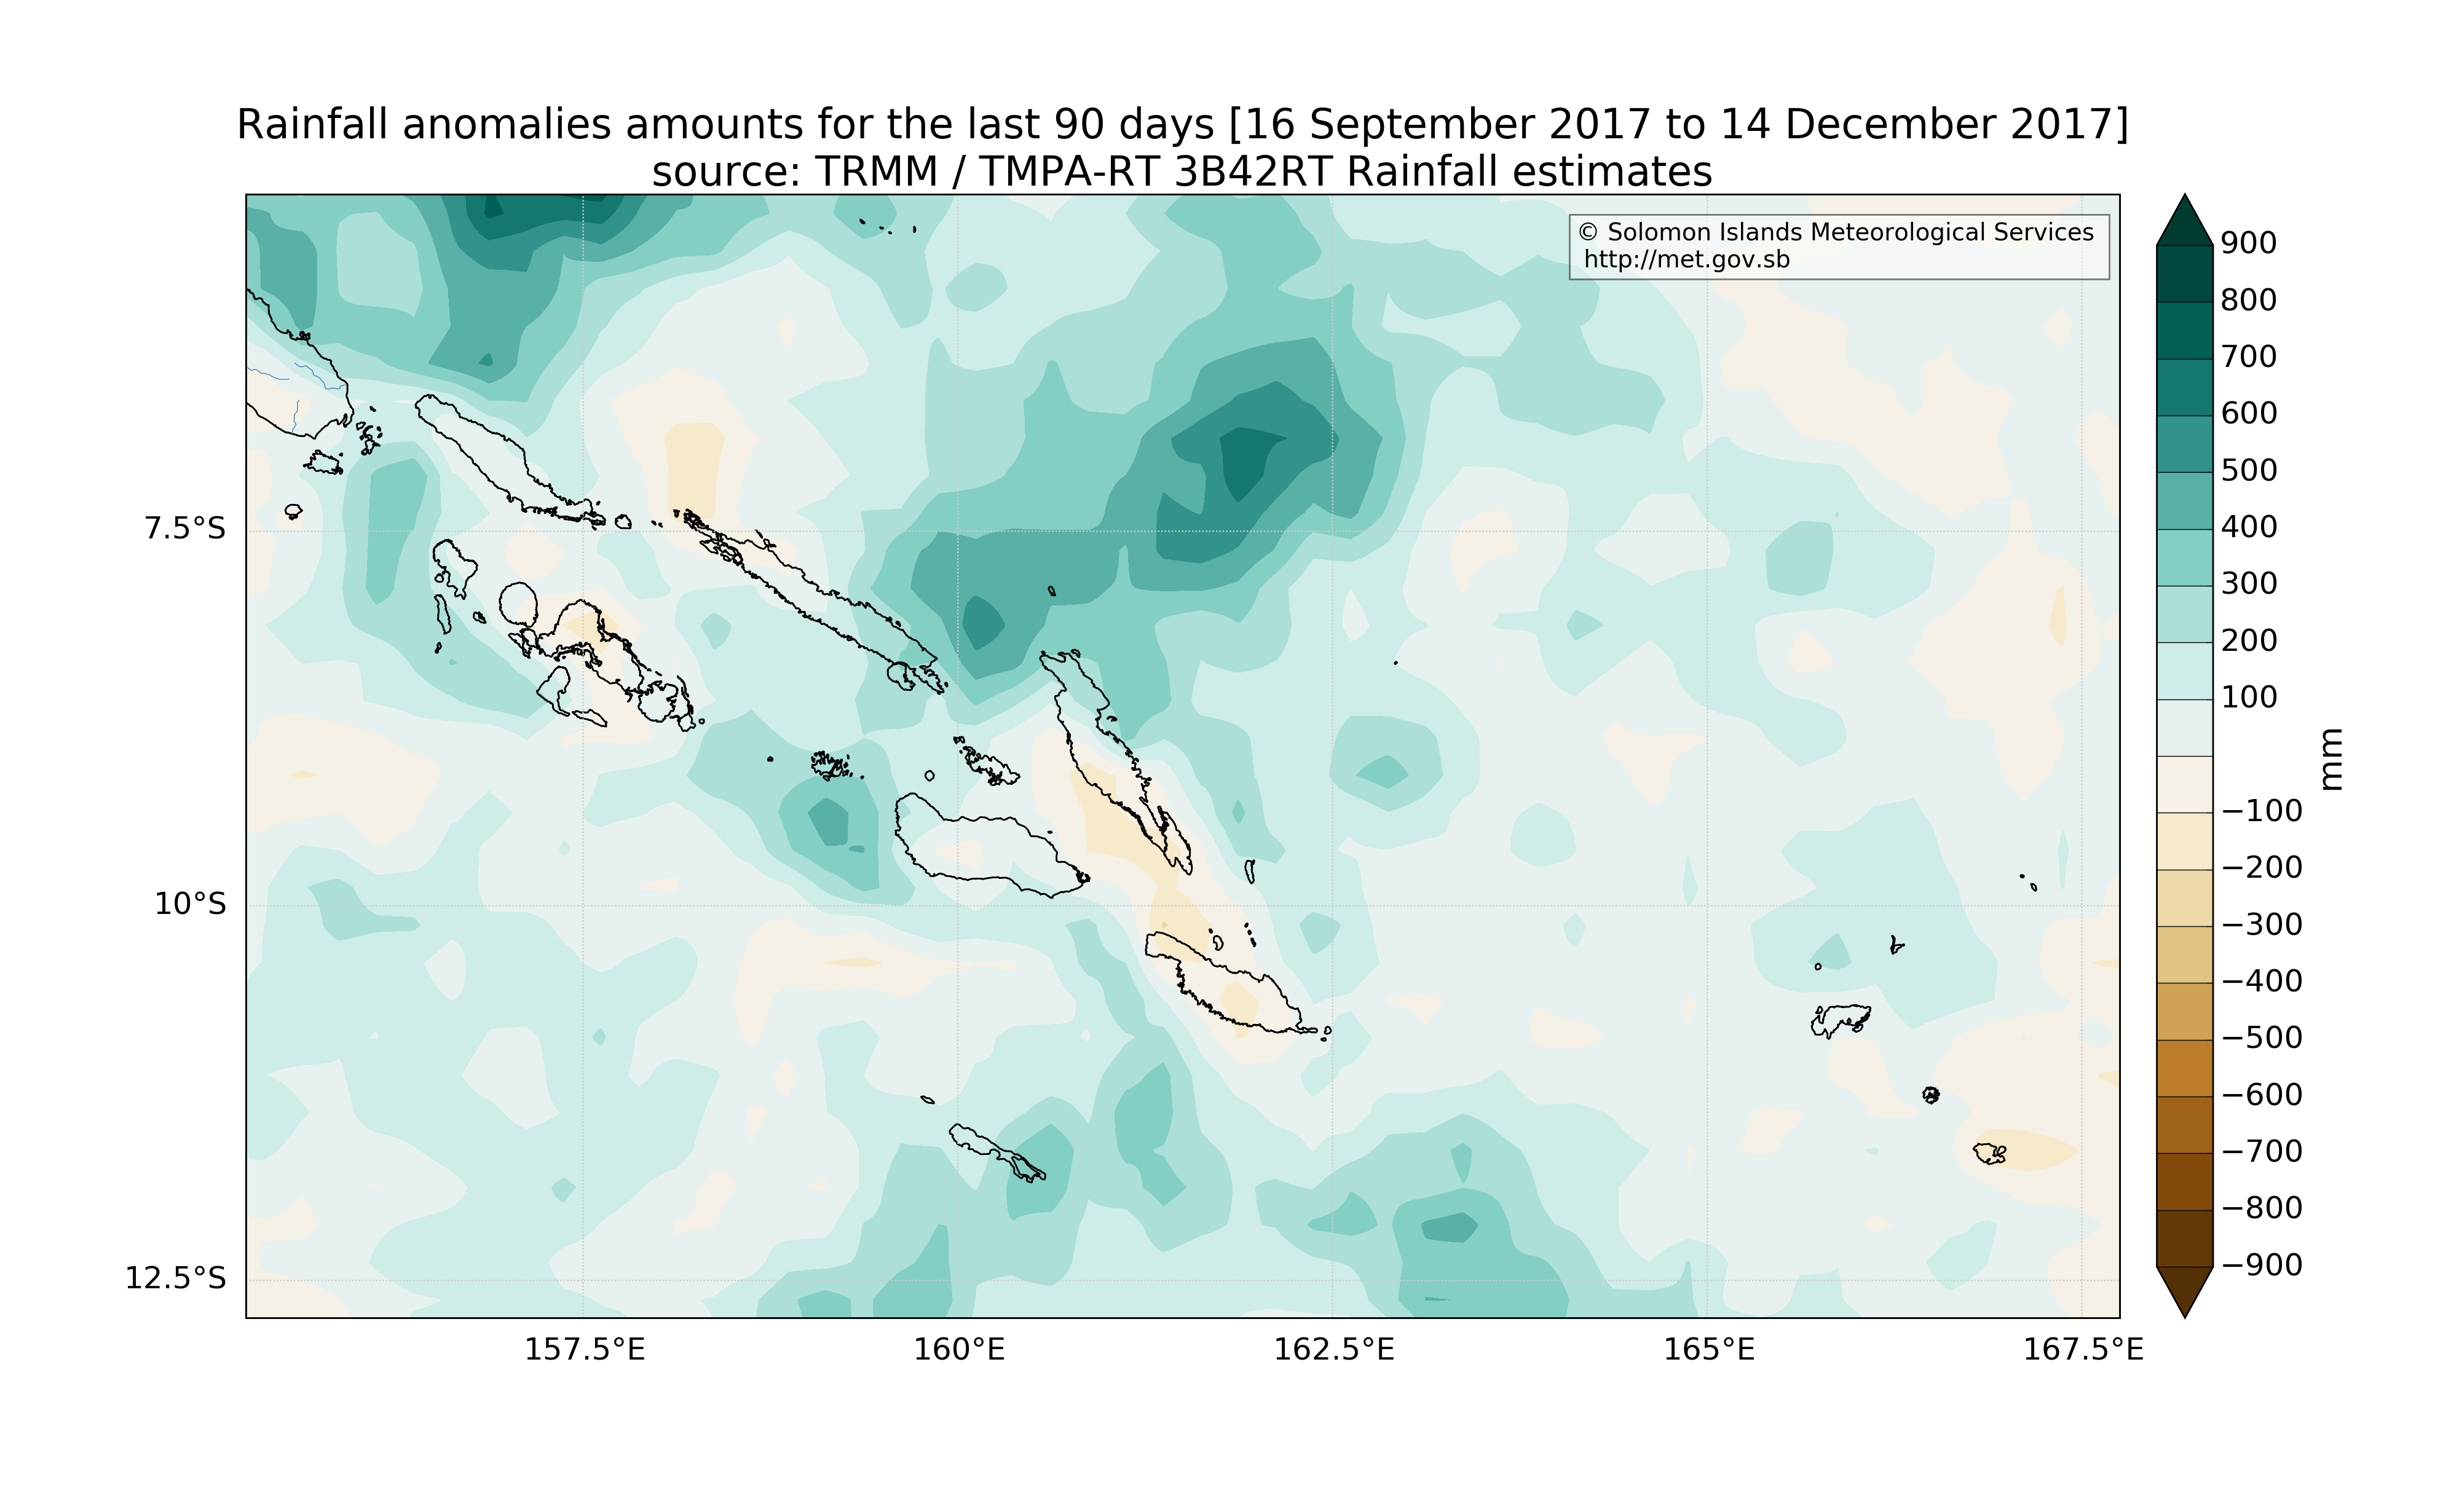 Rainfall anomalies amounts for the last 90 days [16 September 2017 to 14 December 2017]
source: TRMM / TMPA-RT 3B42RT Rainfall estimates
© Solomon Islands Meteorological Services
http://met.gov.sb
7.5°S
10°S
12.5°S
157.5°E
160°E
162.5°E
165°E
167.5°E
900
800
700
600
500
400
300
200
100
−100
−200
−300
−400
−500
−600
−700
−800
−900
mm